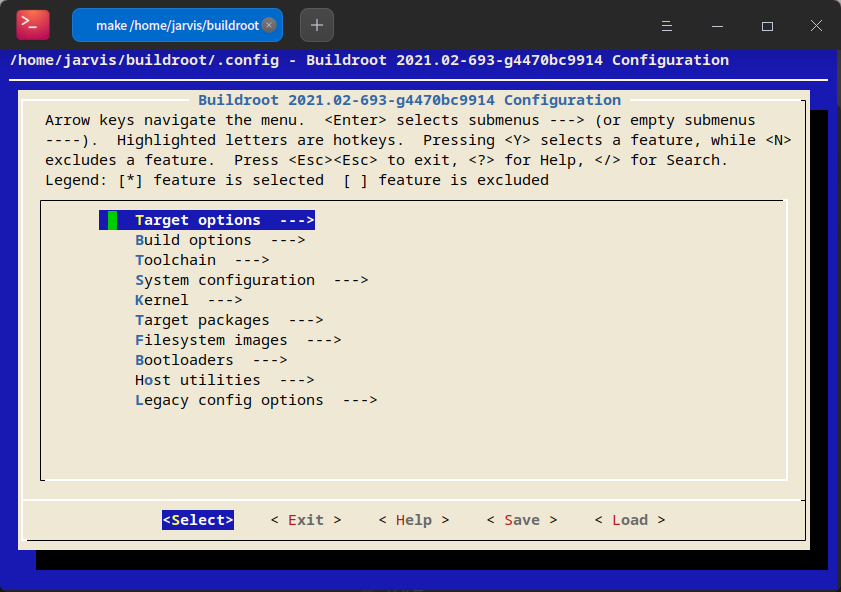 >_
make /home/jarvis/buildroot
/home/jarvis/buildroot/.config - Buildroot 2021.02-693-g4470bc9914 Configuration
Buildroot 2021.02-693-g4470bc9914 Configuration
Arrow keys navigate the menu.  <Enter> selects submenus ---> (or empty submenus
----).  Highlighted letters are hotkeys.  Pressing <Y> selects a feature, while <N>
excludes a feature.  Press <Esc><Esc> to exit, <?> for Help, </> for Search.
Legend: [*] feature is selected  [ ] feature is excluded
Target options  --->
Build options  --->
Toolchain  --->
System configuration  --->
Kernel  --->
Target packages  --->
Filesystem images  --->
Bootloaders  --->
Host utilities  --->
Legacy config options  --->
<Select>    < Exit >    < Help >    < Save >    < Load >